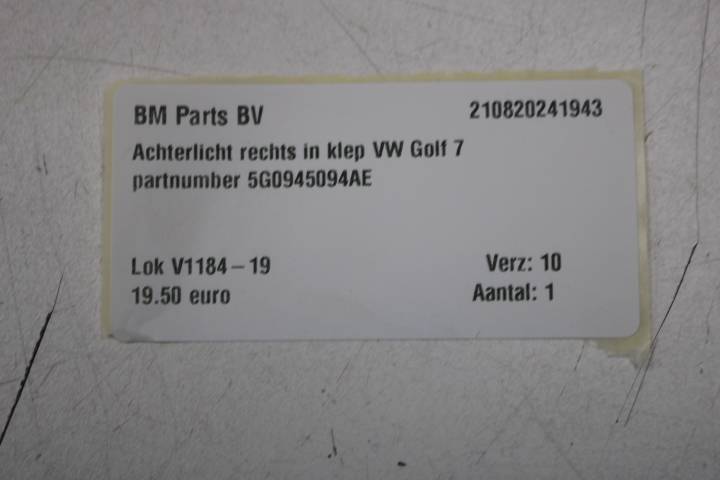 BM Parts BV 210820241943
Achterlicht rechts in klep VW Golf 7
partnumber 5G0945094AE
Lok V1184-19 Verz: 10
19.50 euro Aantal: 1